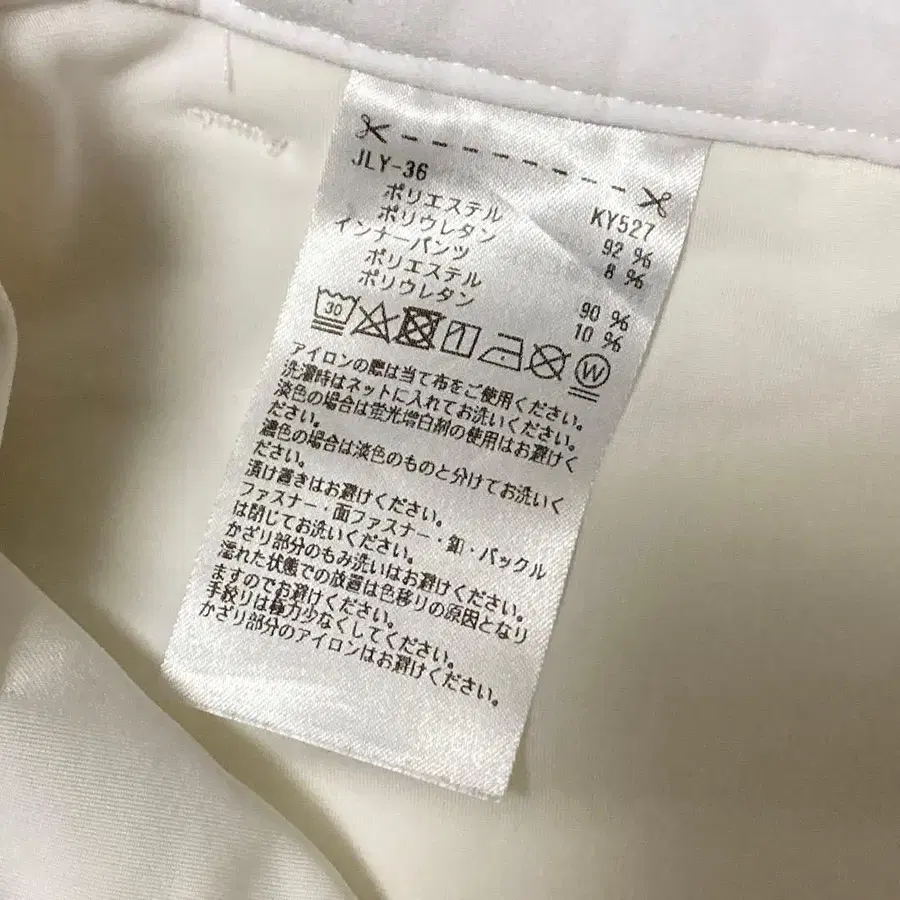 JLY-36 KY527
ポリエステル 92 %
ポリウレタン 8 %
インナーパンツ
ポリエステル 90 %
ポリウレタン 10 %
30 W
アイロンの際は当て布をご使用ください。
洗濯時はネットに入れてお洗いください。
淡色の場合は蛍光増白剤の使用はお避けく
ださい。
濃色の場合は淡色のものと分けてお洗いく
ださい。
漬け置きはお避けください。
ファスナー・面ファスナー・釦・バックル
は閉じてお洗いください。
かざり部分のもみ洗いはお避けください。
濡れた状態での放置は色移りの原因となり
ますのでお避けください。
手絞りは極力少なくしてください。
かざり部分のアイロンはお避けください。